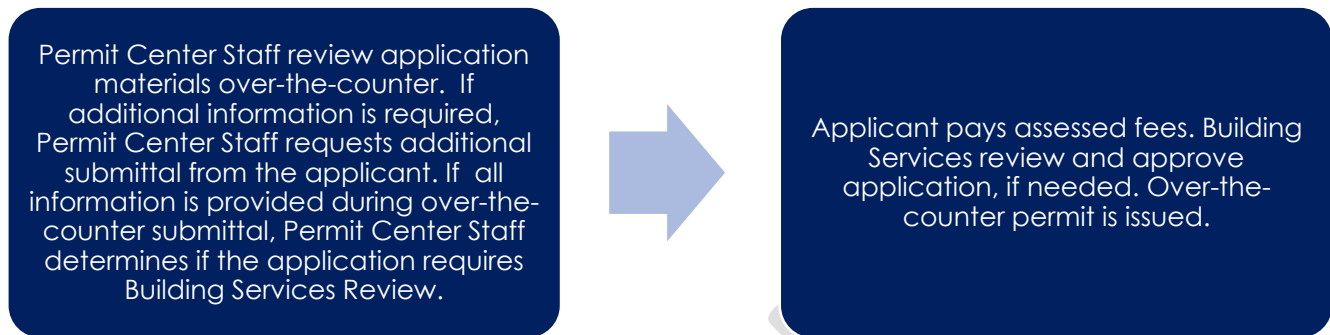 Permit Center Staff review application
materials over-the-counter.  If
additional information is required,
Permit Center Staff requests additional
submittal from the applicant. If  all
information is provided during over-the-
counter submittal, Permit Center Staff
determines if the application requires
Building Services Review.
Applicant pays assessed fees. Building
Services review and approve
application, if needed. Over-the-
counter permit is issued.